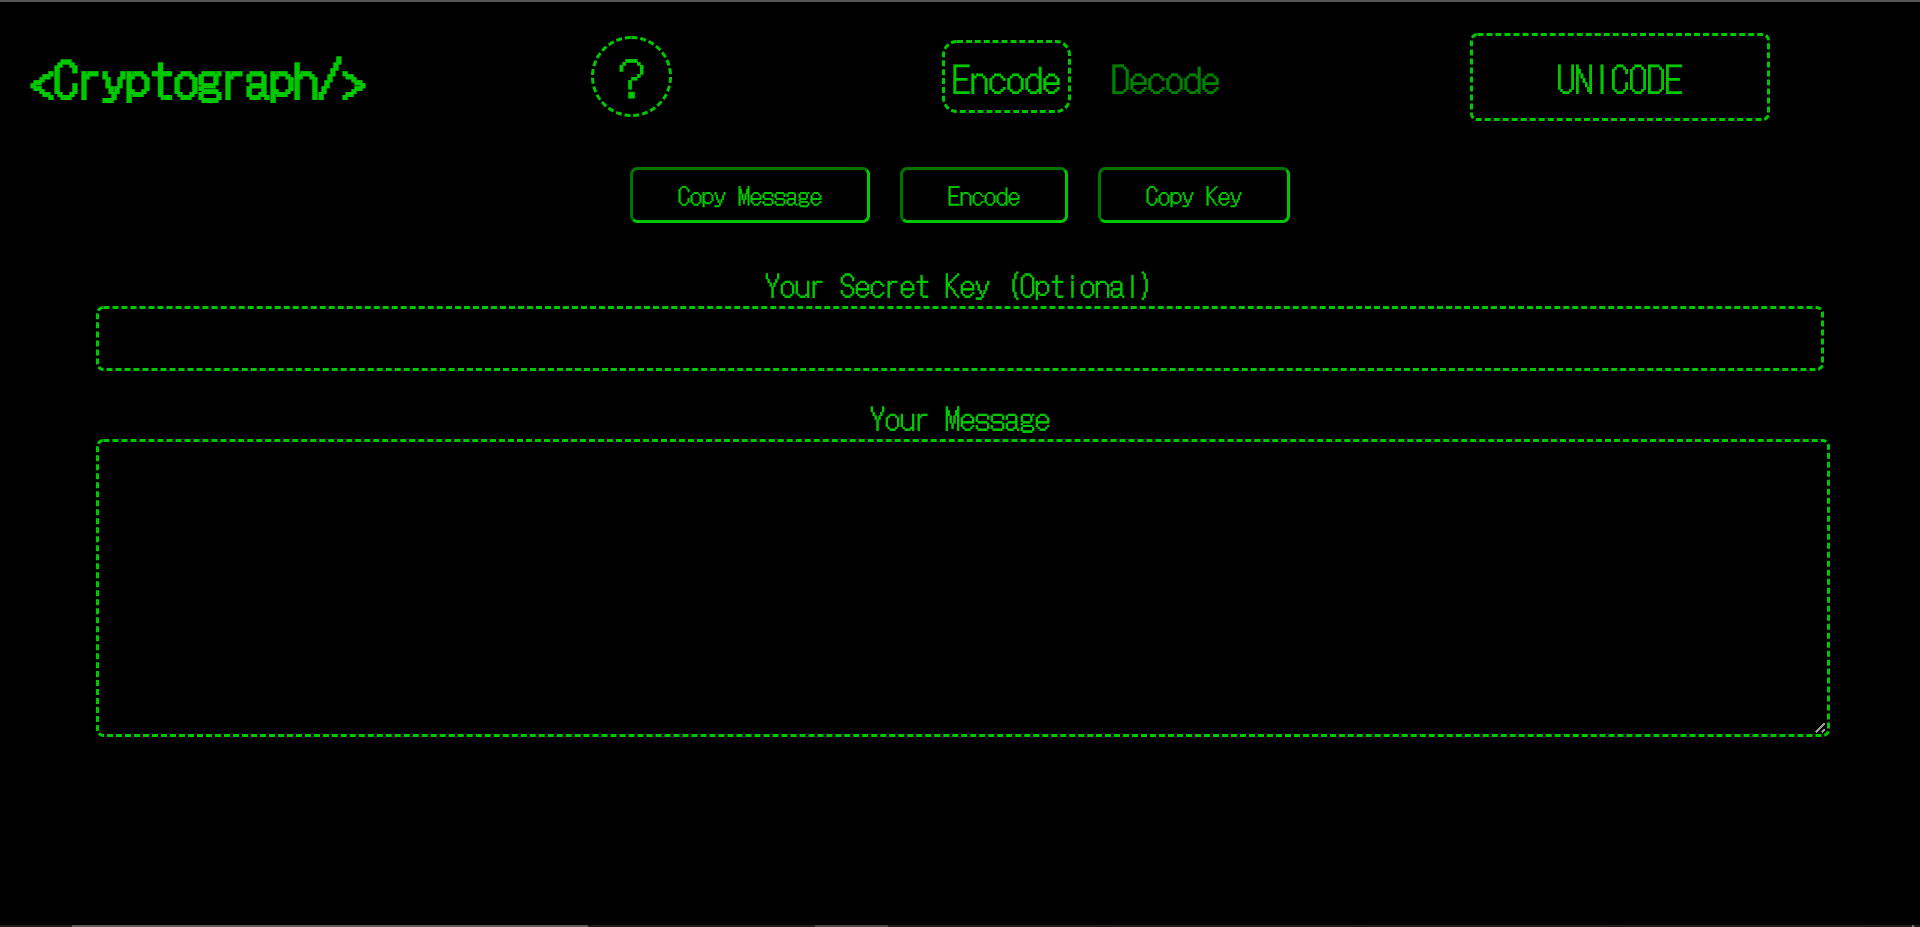 <Cryptograph/> ? Encode Decode UNICODE
Copy Message Encode Copy Key
Your Secret Key (Optional)
Your Message